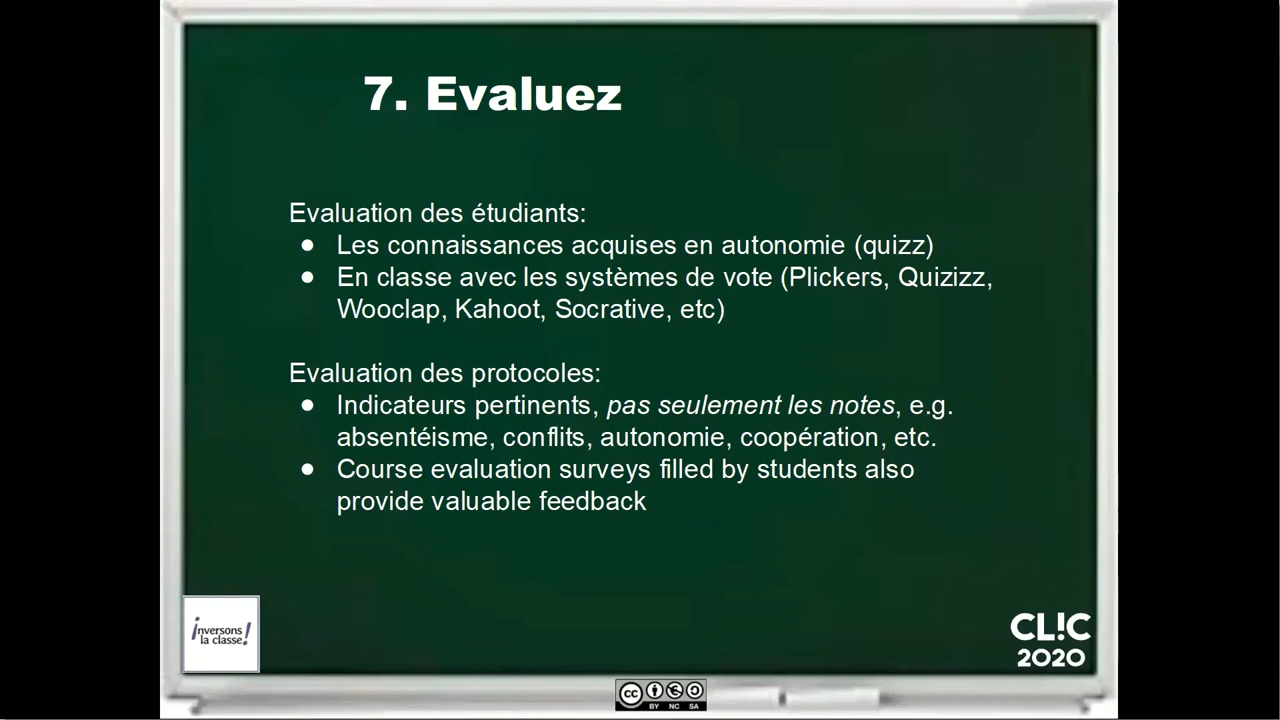 7. Evaluez
Evaluation des étudiants:
● Les connaissances acquises en autonomie (quizz)
● En classe avec les systèmes de vote (Plickers, Quizizz,
Wooclap, Kahoot, Socrative, etc)
Evaluation des protocoles:
● Indicateurs pertinents, pas seulement les notes, e.g.
absentéisme, conflits, autonomie, coopération, etc.
● Course evaluation surveys filled by students also
provide valuable feedback
¡nversons
la classe!
CL!C
2020
cc
BY NC SA